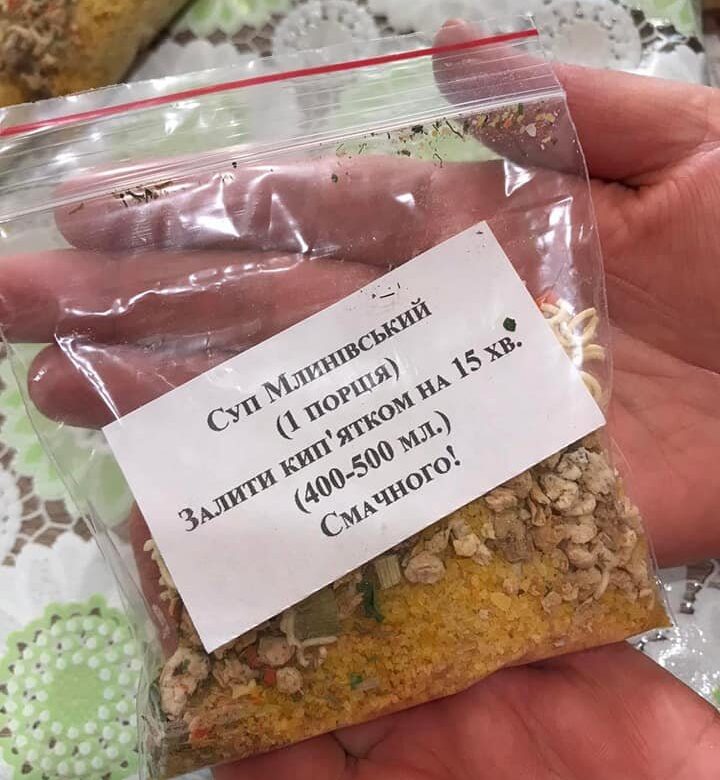 Суп Млинівський
(1 порція)
Залити кип'ятком на 15 хв.
(400-500 мл.)
Смачного!